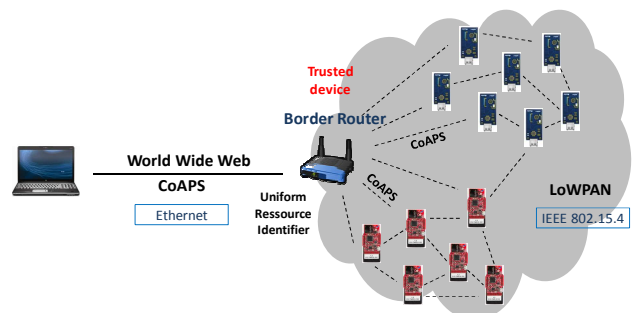 Trusted
device
Border Router
CoAPS
World Wide Web
CoAPS
Ethernet
Uniform
Ressource
Identifier
CoAPS
LoWPAN
IEEE 802.15.4